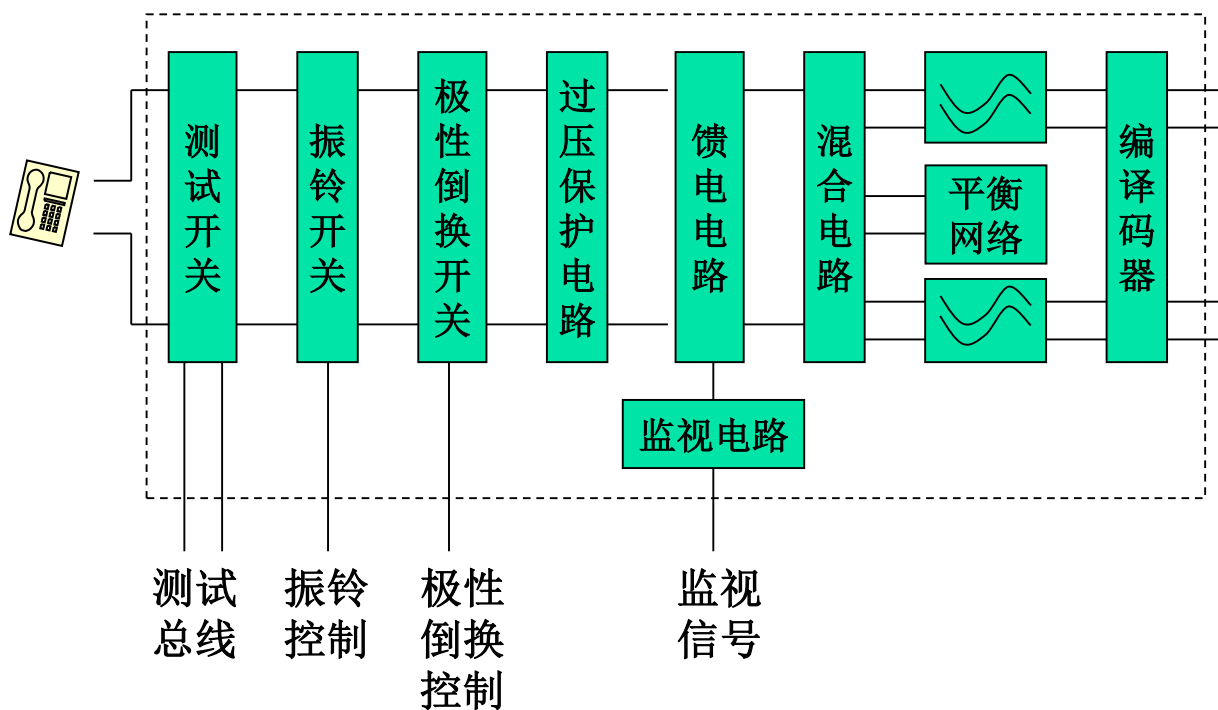 测试开关
振铃开关
极性倒换开关
过压保护电路
馈电电路
混合电路
平衡
网络
编译码器
监视电路
测试
总线
振铃
控制
极性
倒换
控制
监视
信号